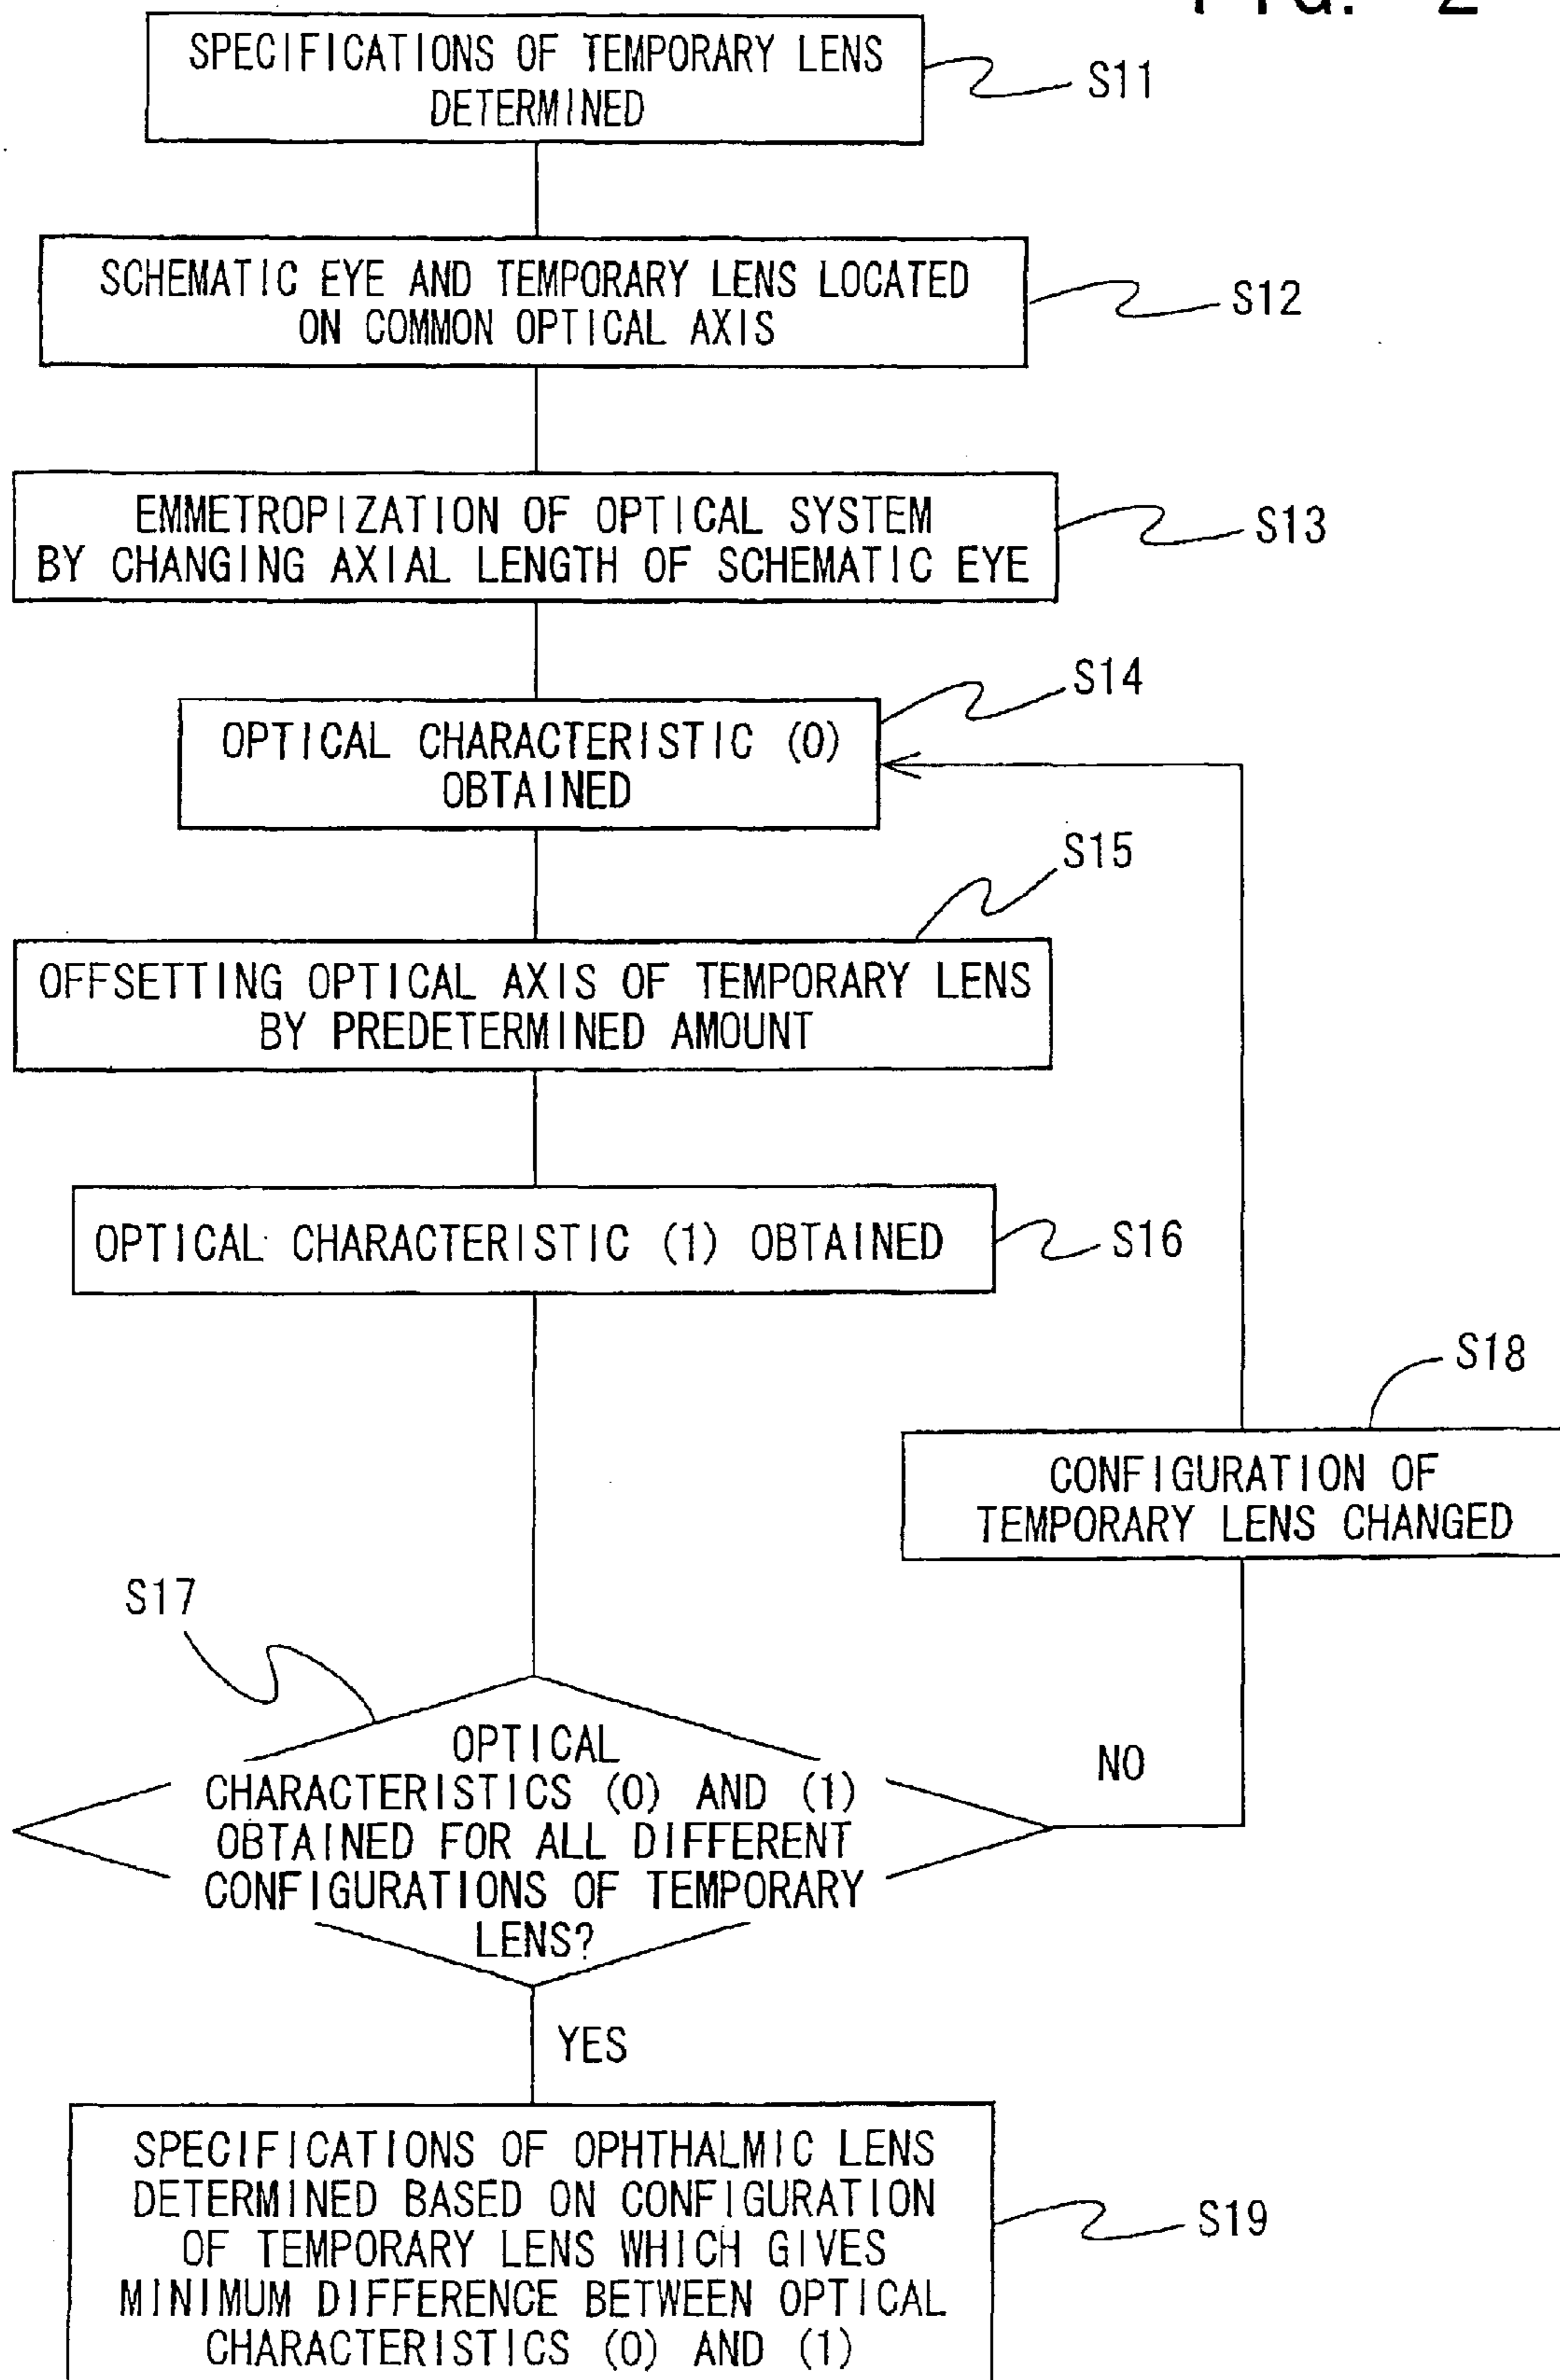 FIG. 2
SPECIFICATIONS OF TEMPORARY LENS
DETERMINED
S11
SCHEMATIC EYE AND TEMPORARY LENS LOCATED
ON COMMON OPTICAL AXIS
S12
EMMETROPIZATION OF OPTICAL SYSTEM
BY CHANGING AXIAL LENGTH OF SCHEMATIC EYE
S13
S14
OPTICAL CHARACTERISTIC (0)
OBTAINED
S15
OFFSETTING OPTICAL AXIS OF TEMPORARY LENS
BY PREDETERMINED AMOUNT
OPTICAL CHARACTERISTIC (1) OBTAINED
S16
S18
CONFIGURATION OF
TEMPORARY LENS CHANGED
S17
OPTICAL
CHARACTERISTICS (0) AND (1)
OBTAINED FOR ALL DIFFERENT
CONFIGURATIONS OF TEMPORARY
LENS?
NO
YES
SPECIFICATIONS OF OPHTHALMIC LENS
DETERMINED BASED ON CONFIGURATION
OF TEMPORARY LENS WHICH GIVES
MINIMUM DIFFERENCE BETWEEN OPTICAL
CHARACTERISTICS (0) AND (1)
S19